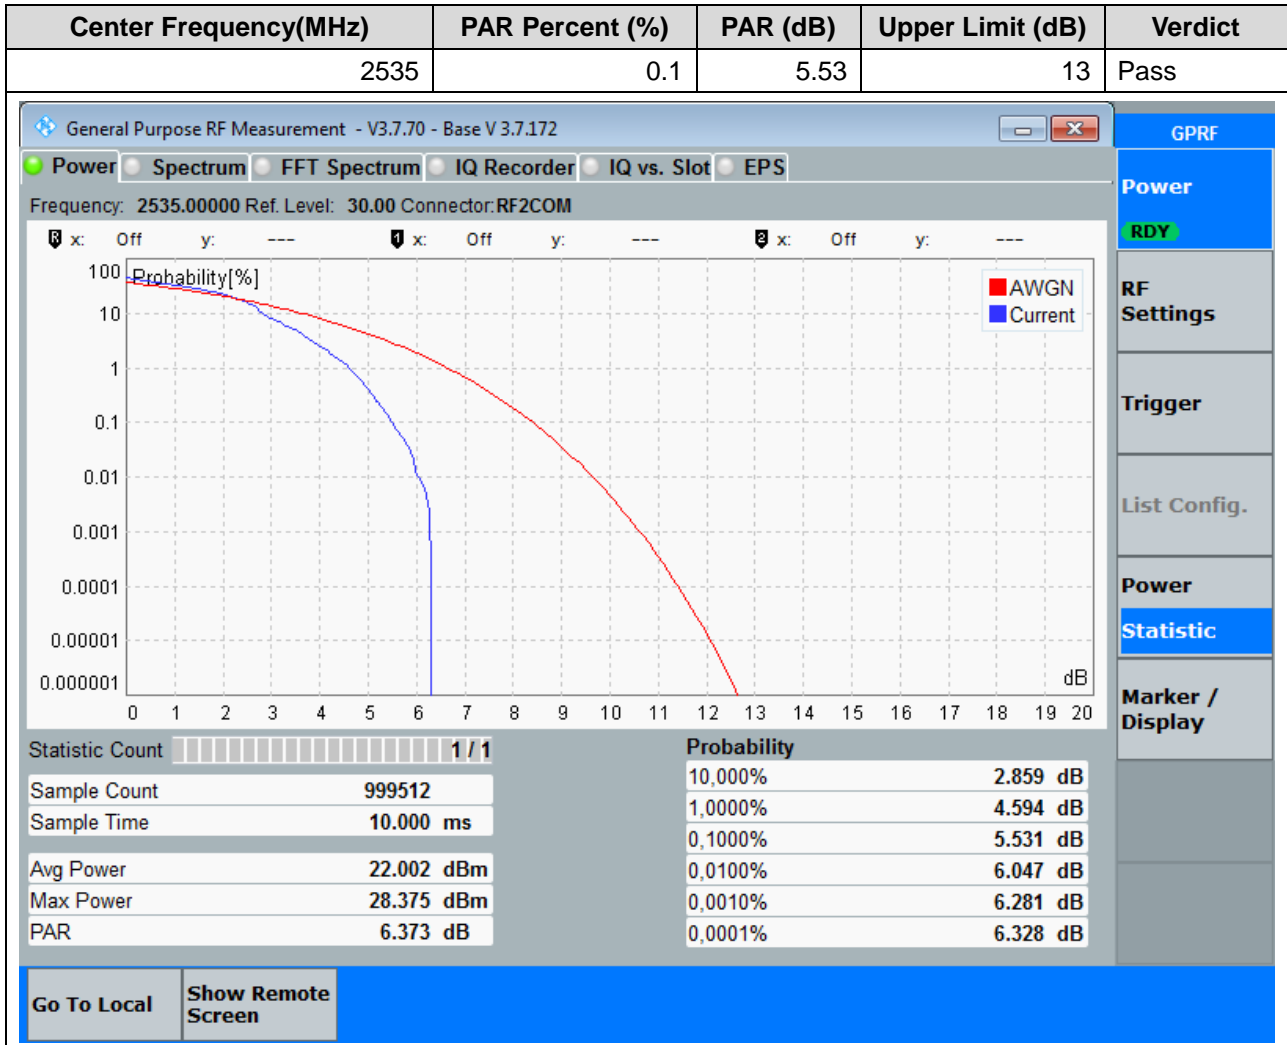 Center Frequency(MHz) PAR Percent (%) PAR (dB) Upper Limit (dB) Verdict
2535 0.1 5.53 13 Pass
General Purpose RF Measurement - V3.7.70 - Base V 3.7.172
GPRF
Power Spectrum FFT Spectrum IQ Recorder IQ vs. Slot EPS
Power
RDY
Frequency: 2535.00000 Ref. Level: 30.00 Connector:RF2COM
R x: Off y: --- 1 x: Off y: --- 2 x: Off y: ---
100 Probability[%]
AWGN
Current
10
1
0.1
0.01
0.001
0.0001
0.00001
0.000001
dB
0 1 2 3 4 5 6 7 8 9 10 11 12 13 14 15 16 17 18 19 20
RF
Settings
Trigger
List Config.
Power
Statistic
Marker /
Display
Statistic Count 1 / 1
Sample Count 999512
Sample Time 10.000 ms
Avg Power 22.002 dBm
Max Power 28.375 dBm
PAR 6.373 dB
Probability
10,000% 2.859 dB
1,0000% 4.594 dB
0,1000% 5.531 dB
0,0100% 6.047 dB
0,0010% 6.281 dB
0,0001% 6.328 dB
Go To Local
Show Remote
Screen